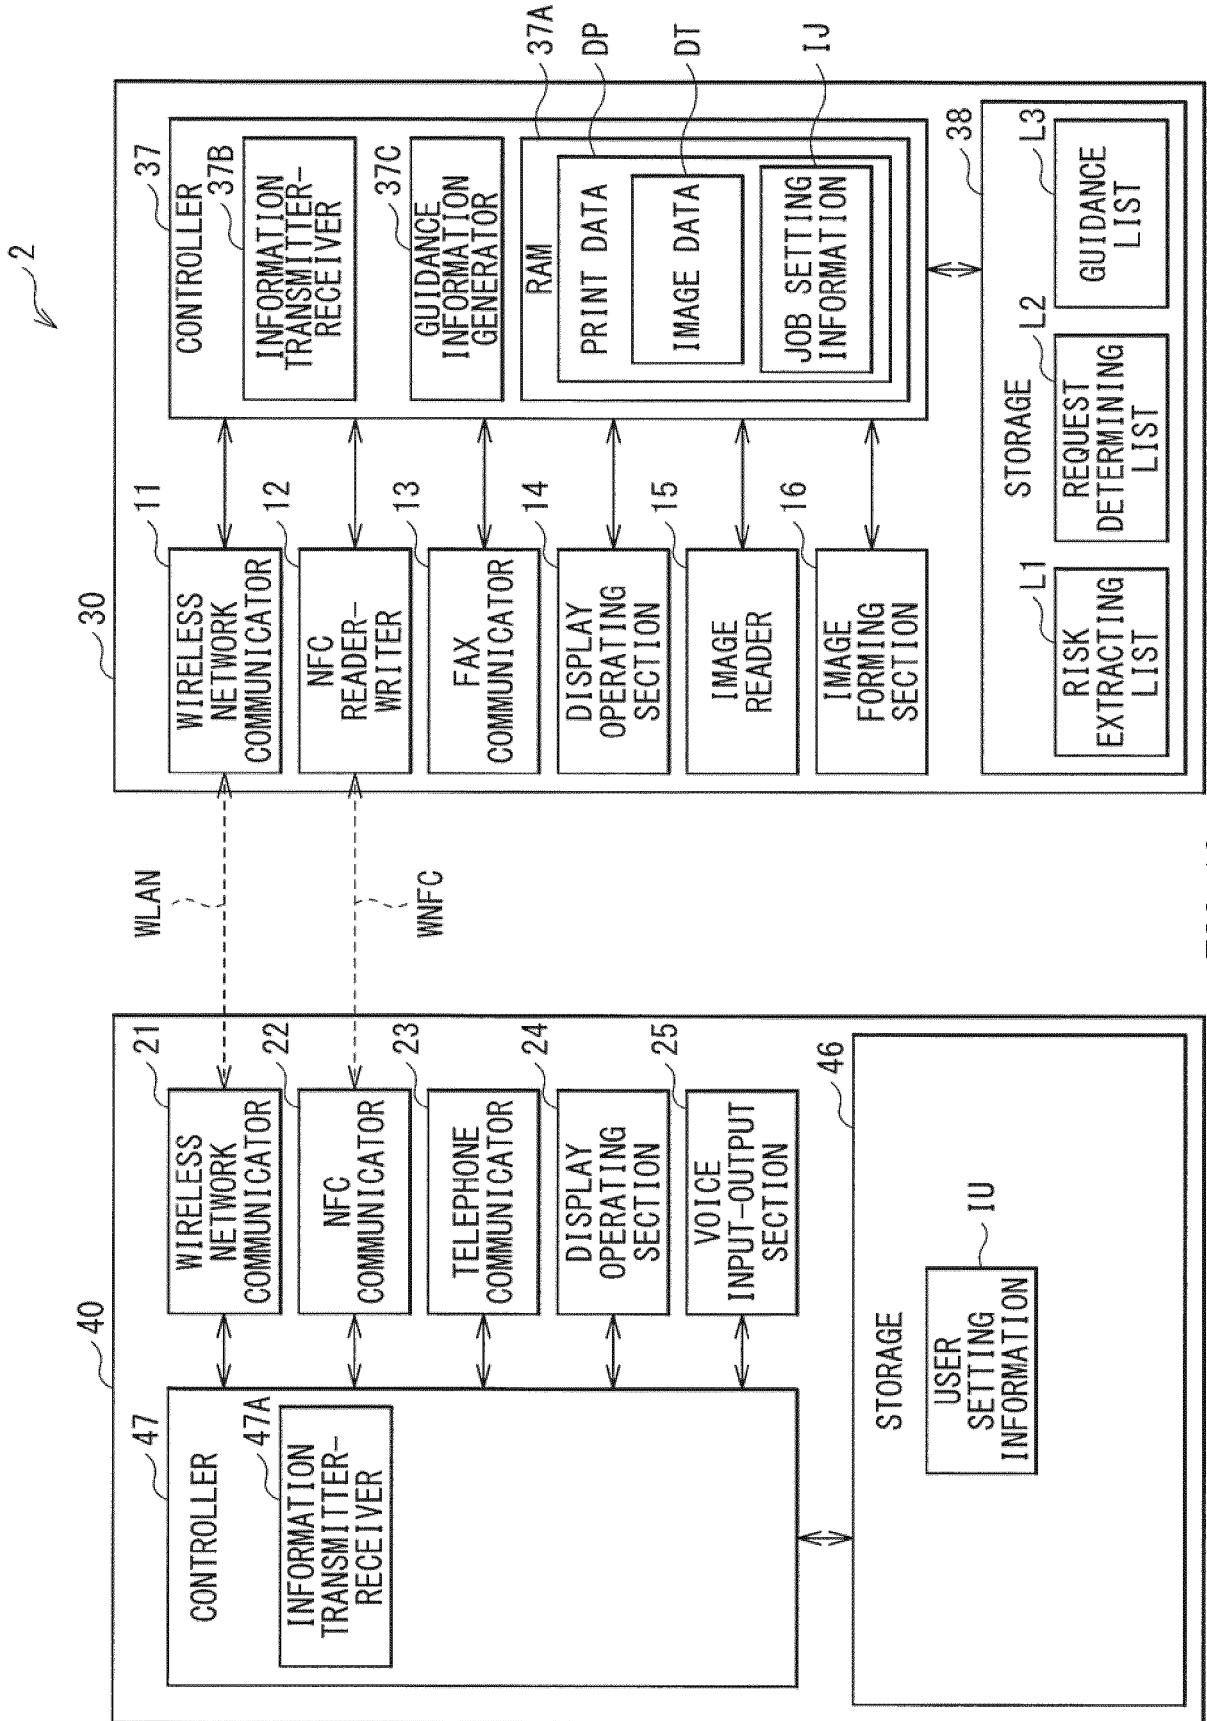 2
40
47
CONTROLLER
47A
INFORMATION
TRANSMITTER-
RECEIVER
21
WIRELESS
NETWORK
COMMUNICATOR
22
NFC
COMMUNICATOR
23
TELEPHONE
COMMUNICATOR
24
DISPLAY
OPERATING
SECTION
25
VOICE
INPUT-OUTPUT
SECTION
46
STORAGE
USER
SETTING
INFORMATION
IU
WLAN
WNFC
30
11
WIRELESS
NETWORK
COMMUNICATOR
12
NFC
READER-
WRITER
13
FAX
COMMUNICATOR
14
DISPLAY
OPERATING
SECTION
15
IMAGE
READER
16
IMAGE
FORMING
SECTION
37
CONTROLLER
37B
INFORMATION
TRANSMITTER-
RECEIVER
37C
GUIDANCE
INFORMATION
GENERATOR
37A
RAM
DP
PRINT DATA
DT
IMAGE DATA
IJ
JOB SETTING
INFORMATION
38
STORAGE
L1
RISK
EXTRACTING
LIST
L2
REQUEST
DETERMINING
LIST
L3
GUIDANCE
LIST